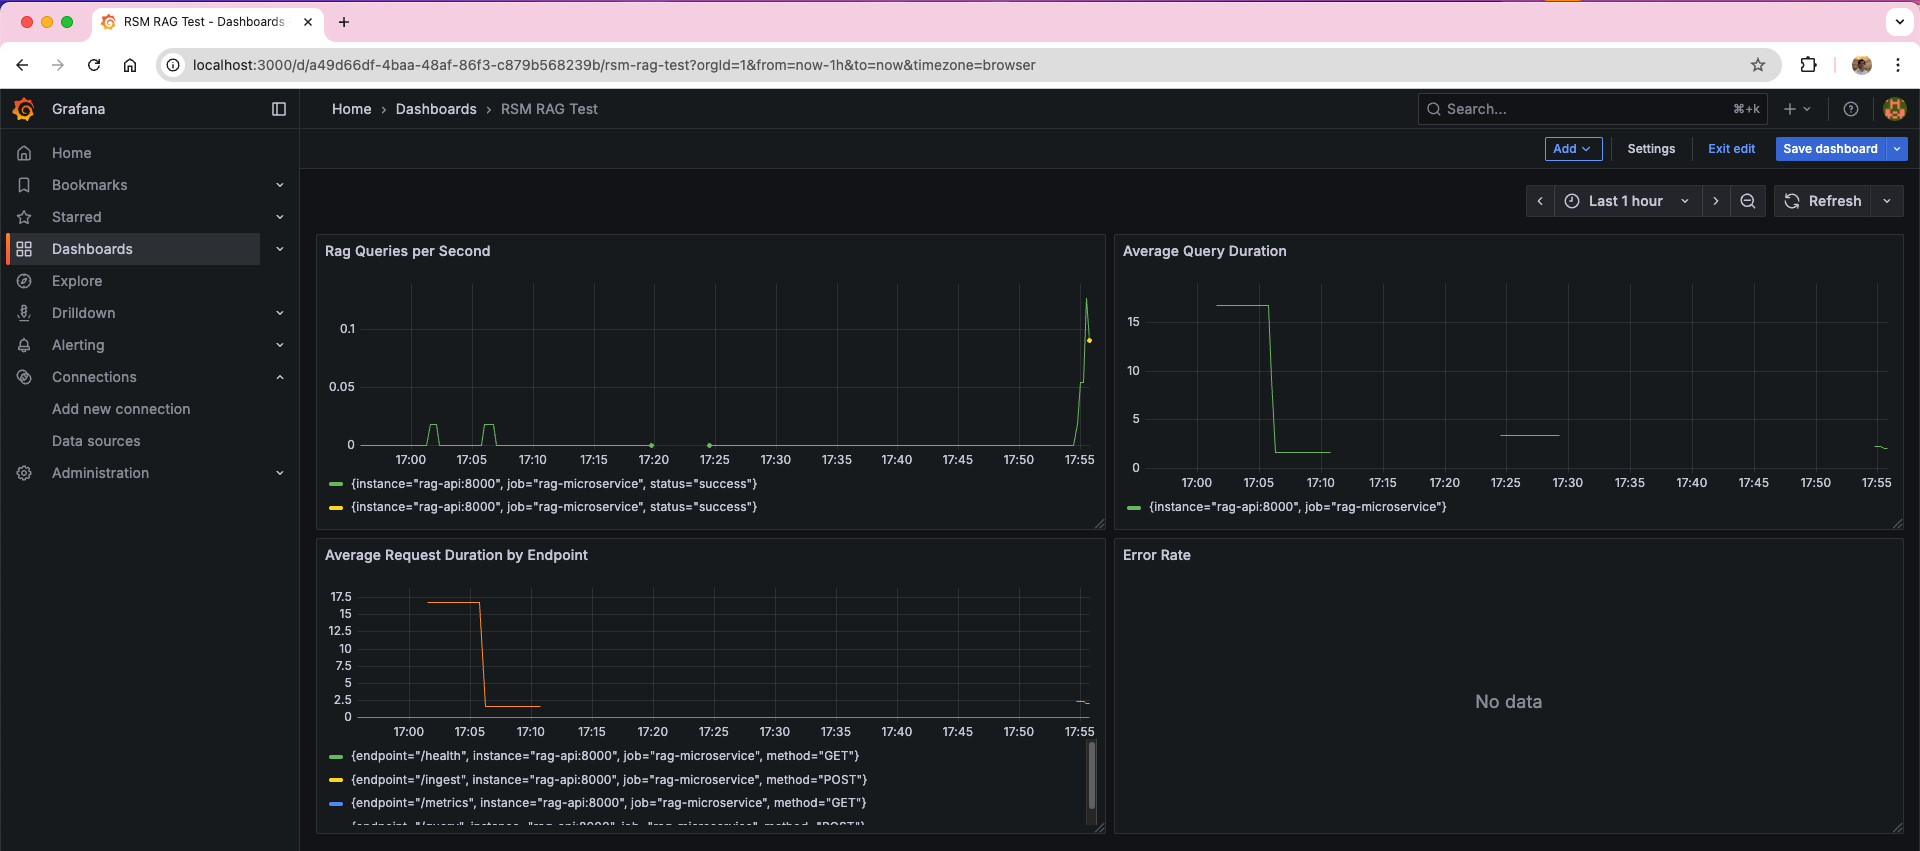 RSM RAG Test - Dashboards
localhost:3000/d/a49d66df-4baa-48af-86f3-c879b568239b/rsm-rag-test?orgId=1&from=now-1h&to=now&timezone=browser
Grafana
Home › Dashboards › RSM RAG Test
Search...
⌘+k
Add
Settings
Exit edit
Save dashboard
Home
Bookmarks
Starred
Dashboards
Explore
Drilldown
Alerting
Connections
Add new connection
Data sources
Administration
Last 1 hour
Refresh
Rag Queries per Second
0.1
0.05
0
17:00 17:05 17:10 17:15 17:20 17:25 17:30 17:35 17:40 17:45 17:50 17:55
{instance="rag-api:8000", job="rag-microservice", status="success"}
{instance="rag-api:8000", job="rag-microservice", status="success"}
Average Query Duration
15
10
5
0
17:00 17:05 17:10 17:15 17:20 17:25 17:30 17:35 17:40 17:45 17:50 17:55
{instance="rag-api:8000", job="rag-microservice"}
Average Request Duration by Endpoint
17.5
15
12.5
10
7.5
5
2.5
0
17:00 17:05 17:10 17:15 17:20 17:25 17:30 17:35 17:40 17:45 17:50 17:55
{endpoint="/health", instance="rag-api:8000", job="rag-microservice", method="GET"}
{endpoint="/ingest", instance="rag-api:8000", job="rag-microservice", method="POST"}
{endpoint="/metrics", instance="rag-api:8000", job="rag-microservice", method="GET"}
Error Rate
No data